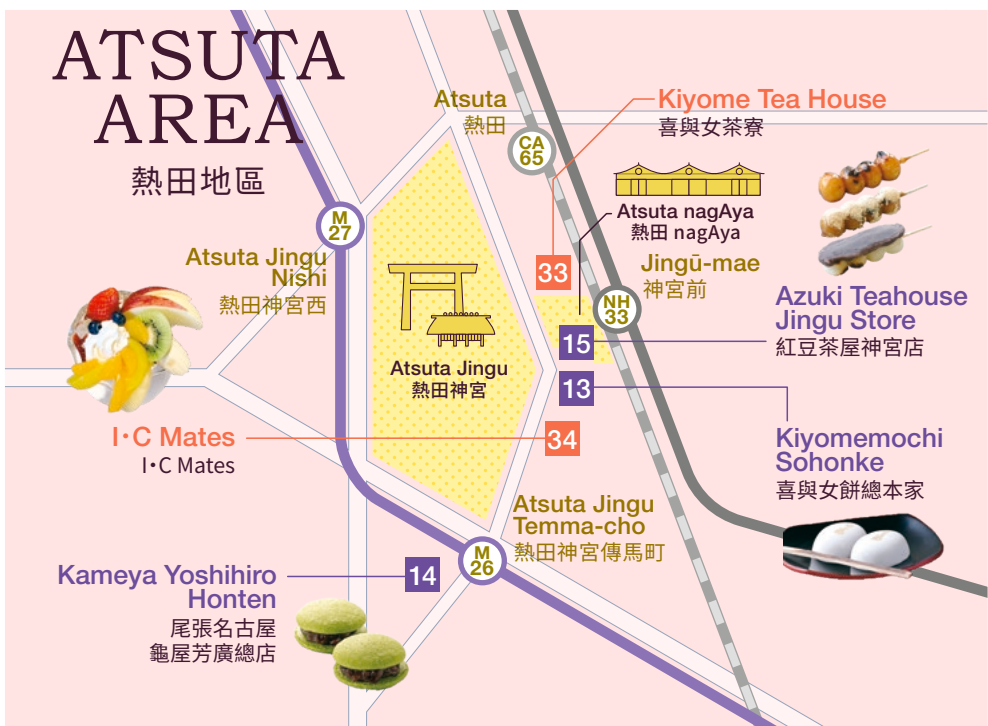 ATSUTA
AREA
熱田地區
Atsuta
熱田
CA
65
Kiyome Tea House
喜與女茶寮
M
27
Atsuta Jingu
Nishi
熱田神宮西
Atsuta nagAya
熱田 nagAya
33
Jingū-mae
神宮前
NH
33
Azuki Teahouse
Jingu Store
紅豆茶屋神宮店
15
Atsuta Jingu
熱田神宮
13
I・C Mates
I・C Mates
34
Kiyomemochi
Sohonke
喜與女餅總本家
Atsuta Jingu
Temma-cho
熱田神宮傳馬町
M
26
14
Kameya Yoshihiro
Honten
尾張名古屋
龜屋芳廣總店